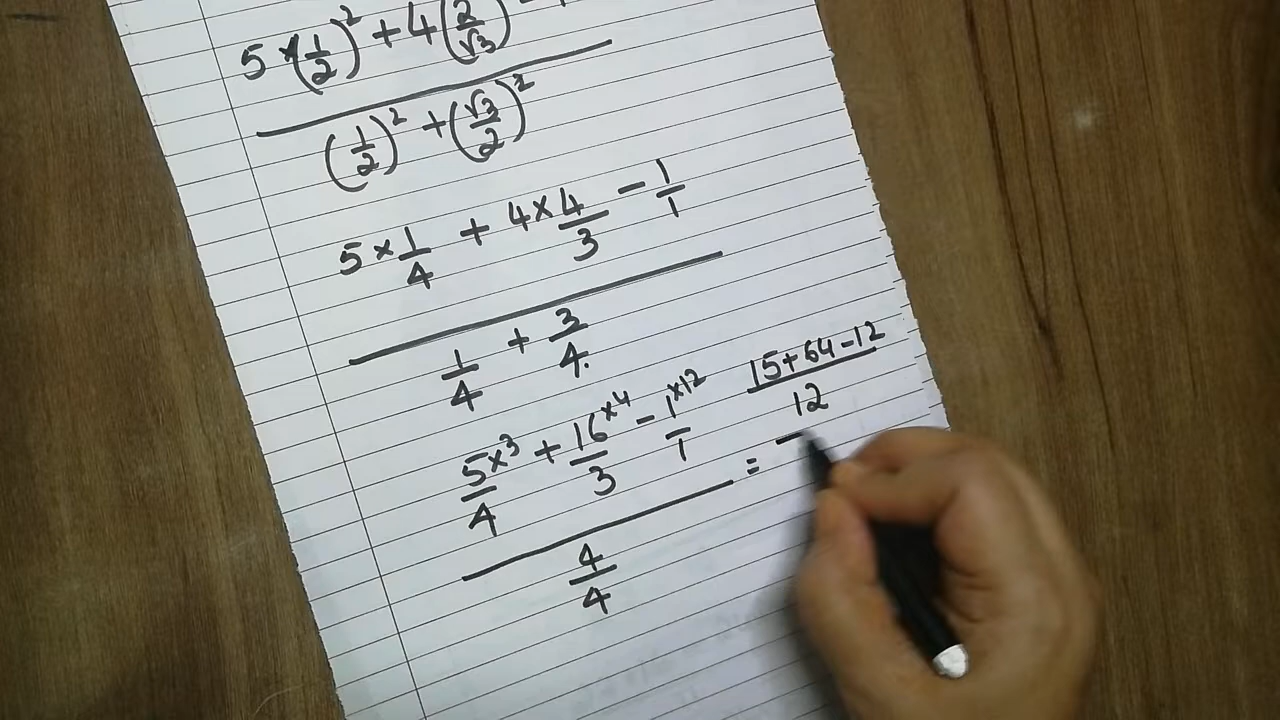 5 × (1/2)² + 4(2/√3)² -
(1/2)² + (√3/2)²
5 × 1/4 + 4 × 4/3 - 1/1
1/4 + 3/4
5×3/4 + 16×4/3 - 1×12/1 = 15+64-12/12
4/4